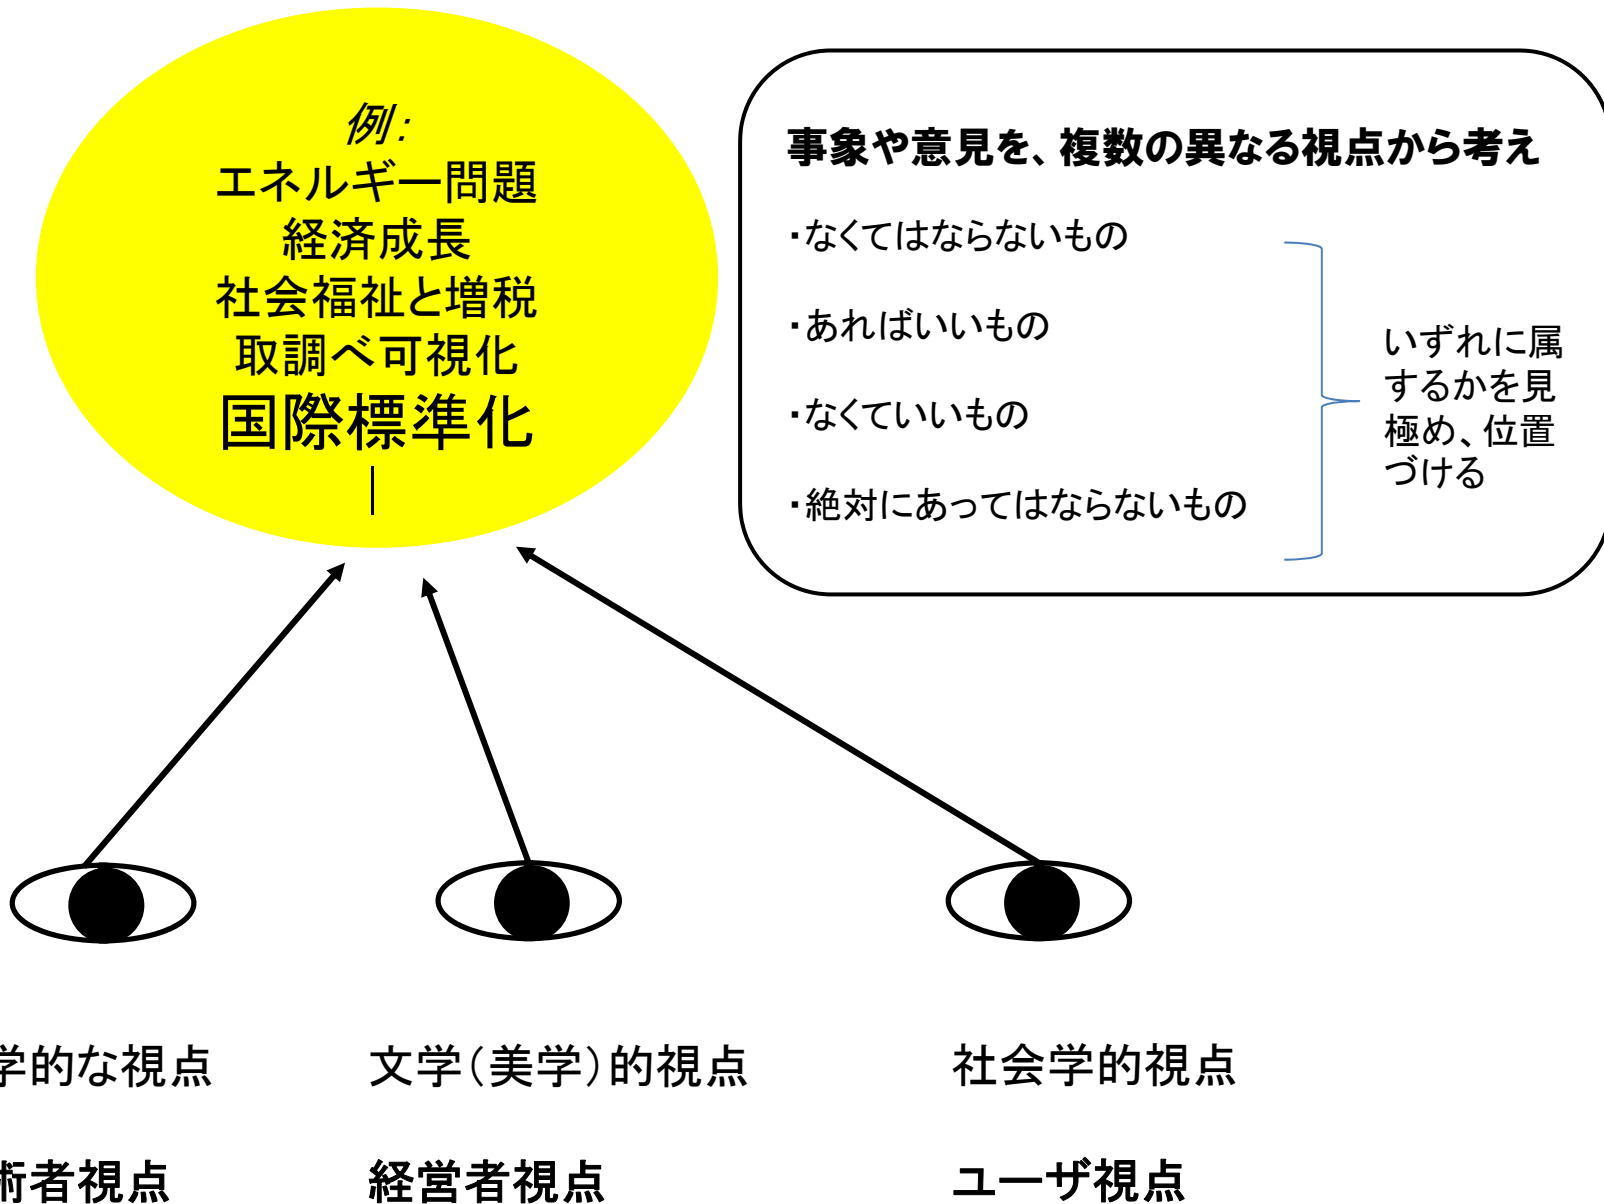 例：
エネルギー問題
経済成長
社会福祉と増税
取調べ可視化
国際標準化
｜
事象や意見を、複数の異なる視点から考え
・なくてはならないもの
・あればいいもの
・なくていいもの
・絶対にあってはならないもの
いずれに属
するかを見
極め、位置
づける
学的な視点
文学（美学）的視点
社会学的視点
術者視点
経営者視点
ユーザ視点